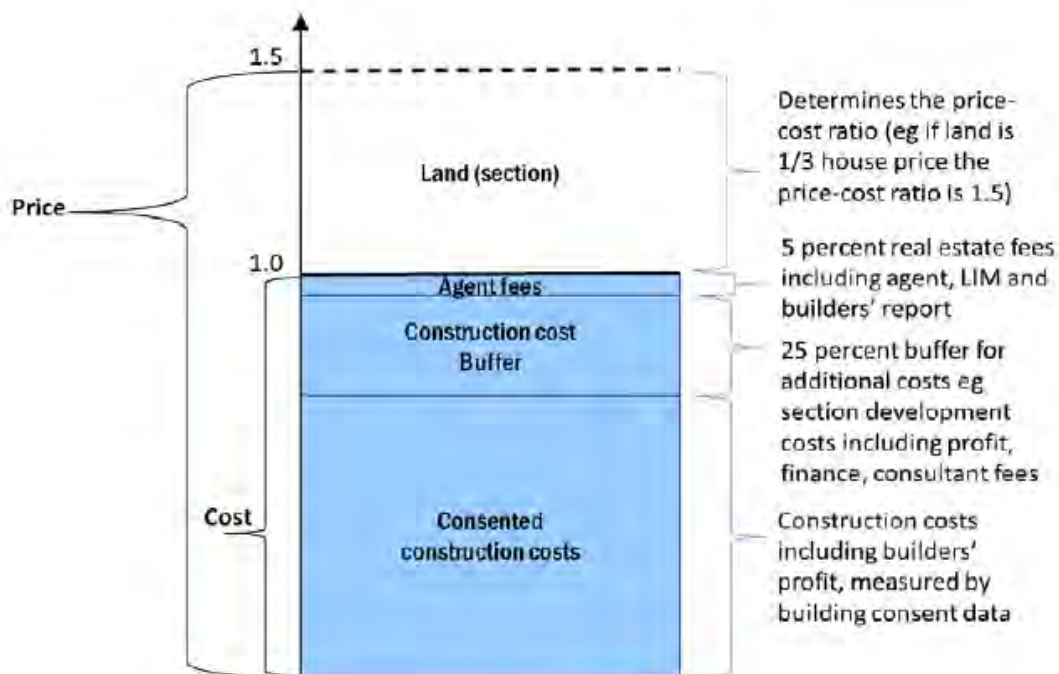 1.5
Land (section)
Price
1.0
Agent fees
Construction cost
Buffer
Cost
Consented
construction costs
Determines the price-
cost ratio (eg if land is
1/3 house price the
price-cost ratio is 1.5)
5 percent real estate fees
including agent, LIM and
builders' report
25 percent buffer for
additional costs eg
section development
costs including profit,
finance, consultant fees
Construction costs
including builders'
profit, measured by
building consent data